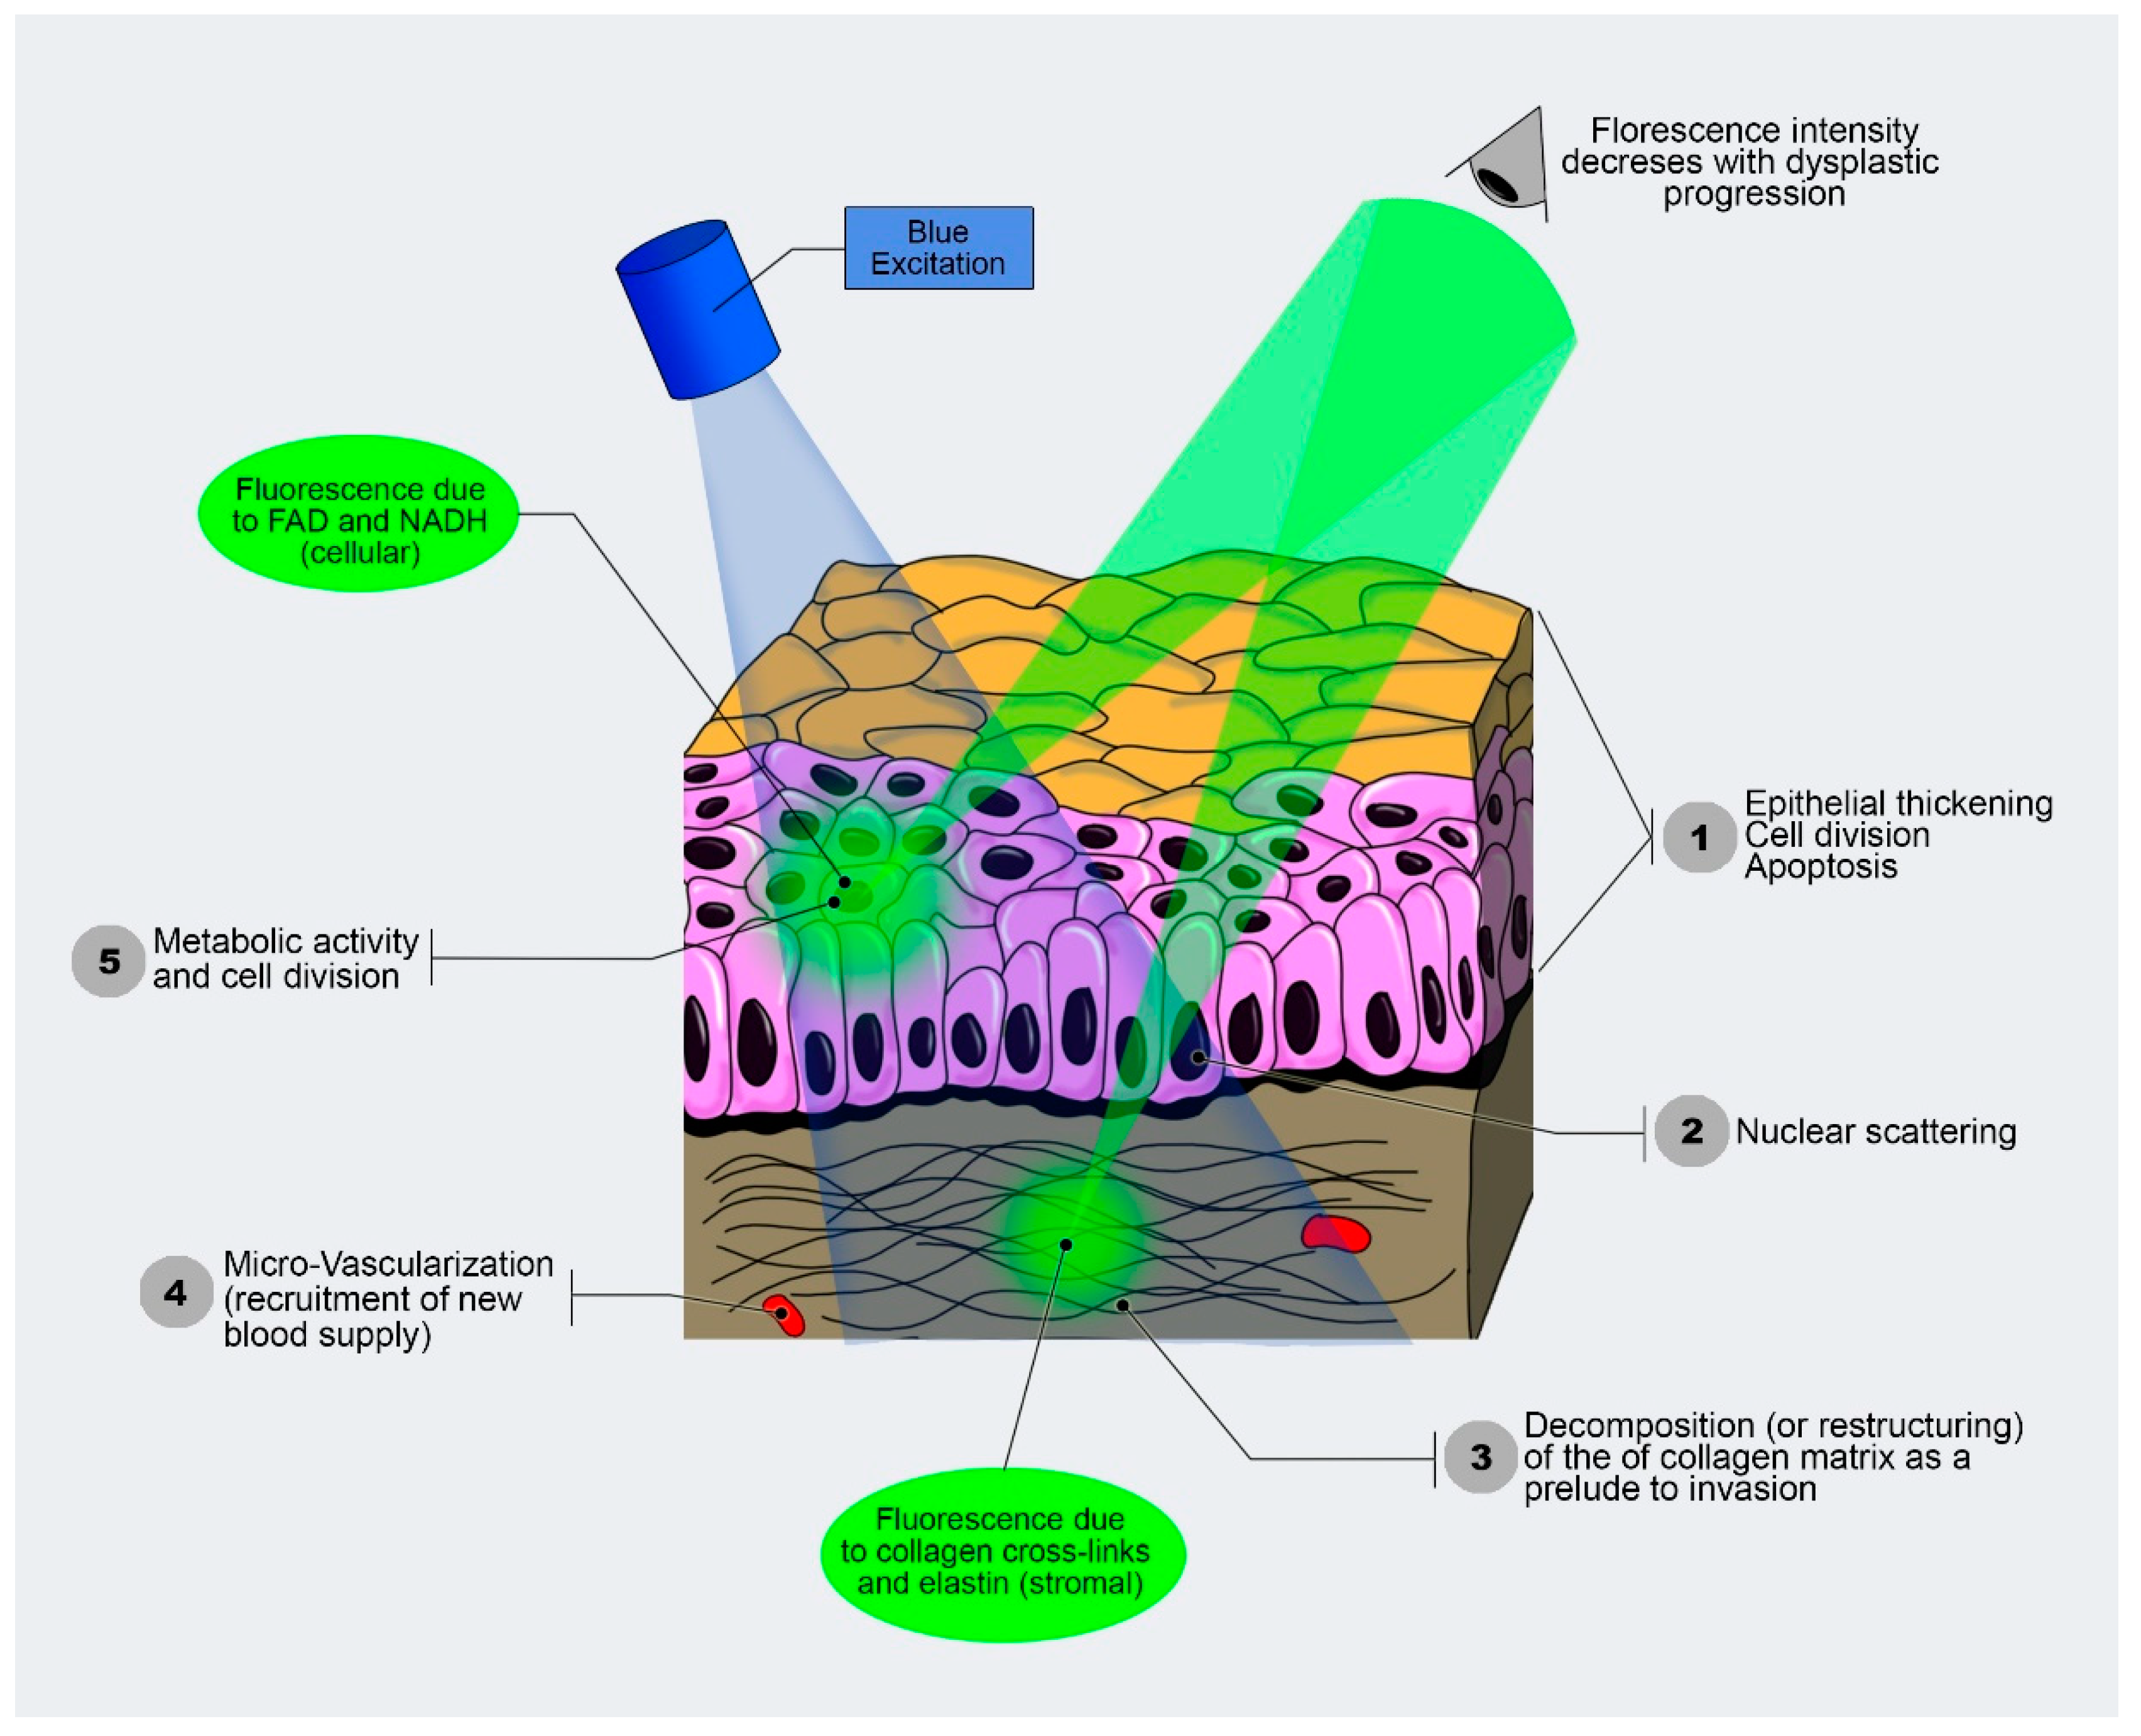 Florescence intensity
decreses with dysplastic
progression
Blue
Excitation
Fluorescence due
to FAD and NADH
(cellular)
1
Epithelial thickening
Cell division
Apoptosis
5
Metabolic activity
and cell division
2
Nuclear scattering
4
Micro-Vascularization
(recruitment of new
blood supply)
3
Decomposition (or restructuring)
of the of collagen matrix as a
prelude to invasion
Fluorescence due
to collagen cross-links
and elastin (stromal)